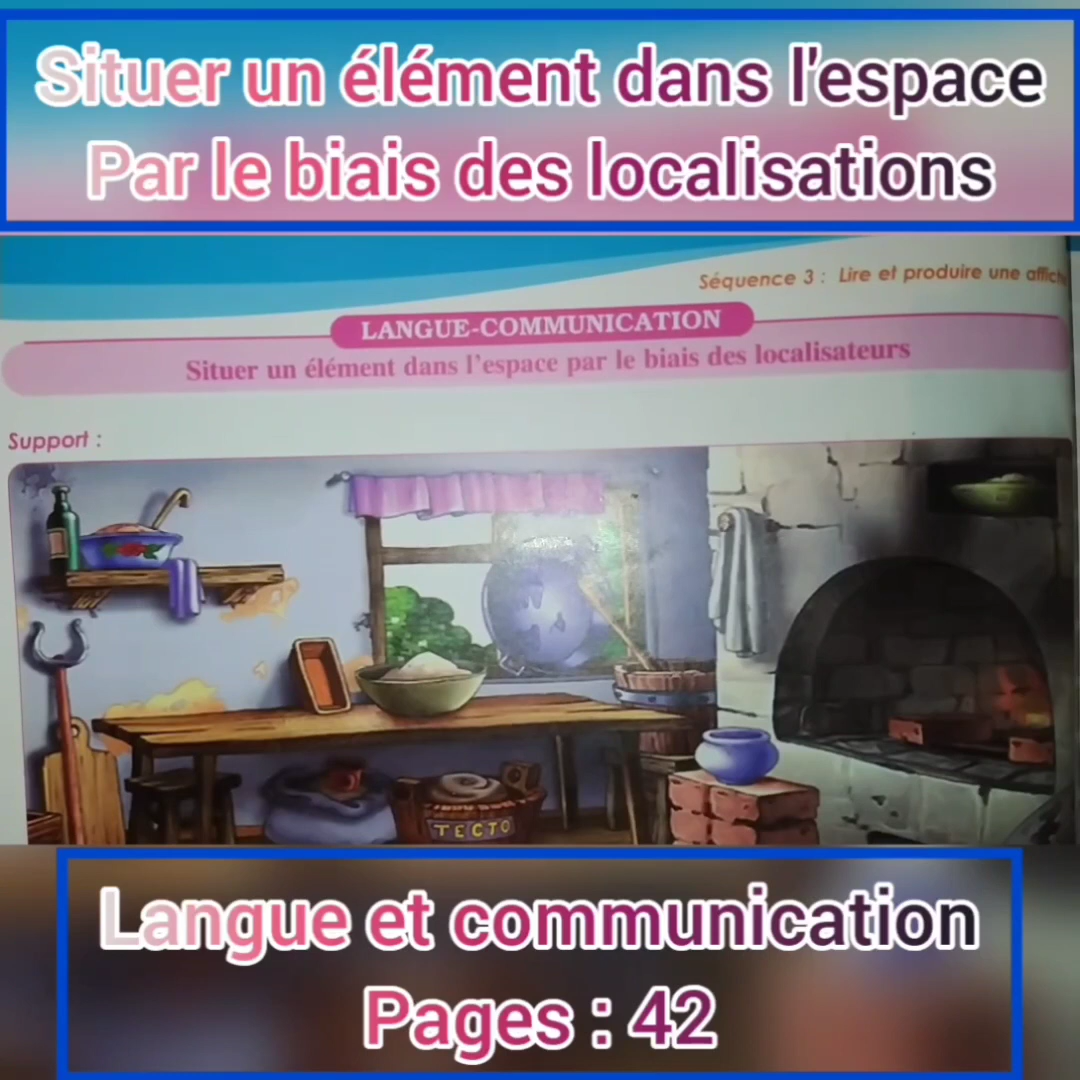 Situer un élément dans l'espace
Par le biais des localisations
Séquence 3 : Lire et produire une affich
LANGUE-COMMUNICATION
Situer un élément dans l'espace par le biais des localisateurs
Support :
TECTO
Langue et communication
Pages : 42